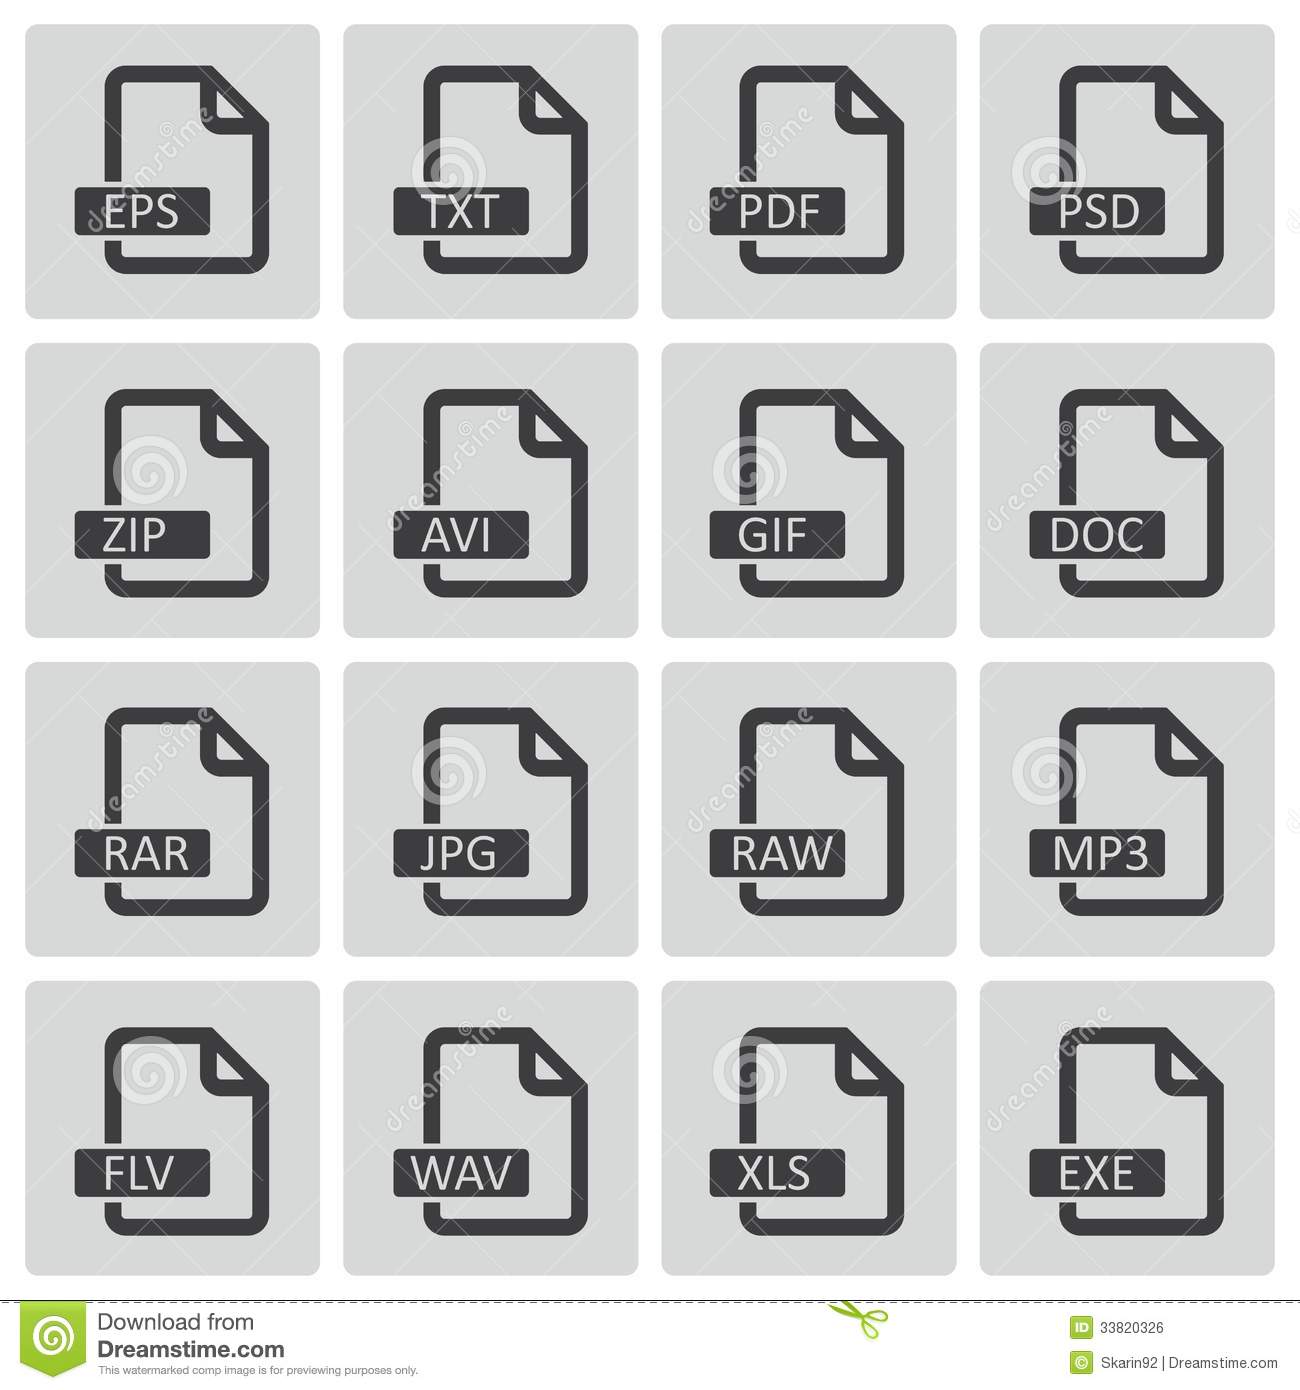 EPS TXT PDF PSD
ZIP AVI GIF DOC
RAR JPG RAW MP3
FLV WAV XLS EXE
dreamstime
Download from
Dreamstime.com
This watermarked comp image is for previewing purposes only.
ID 33820326
© Skarin92 | Dreamstime.com